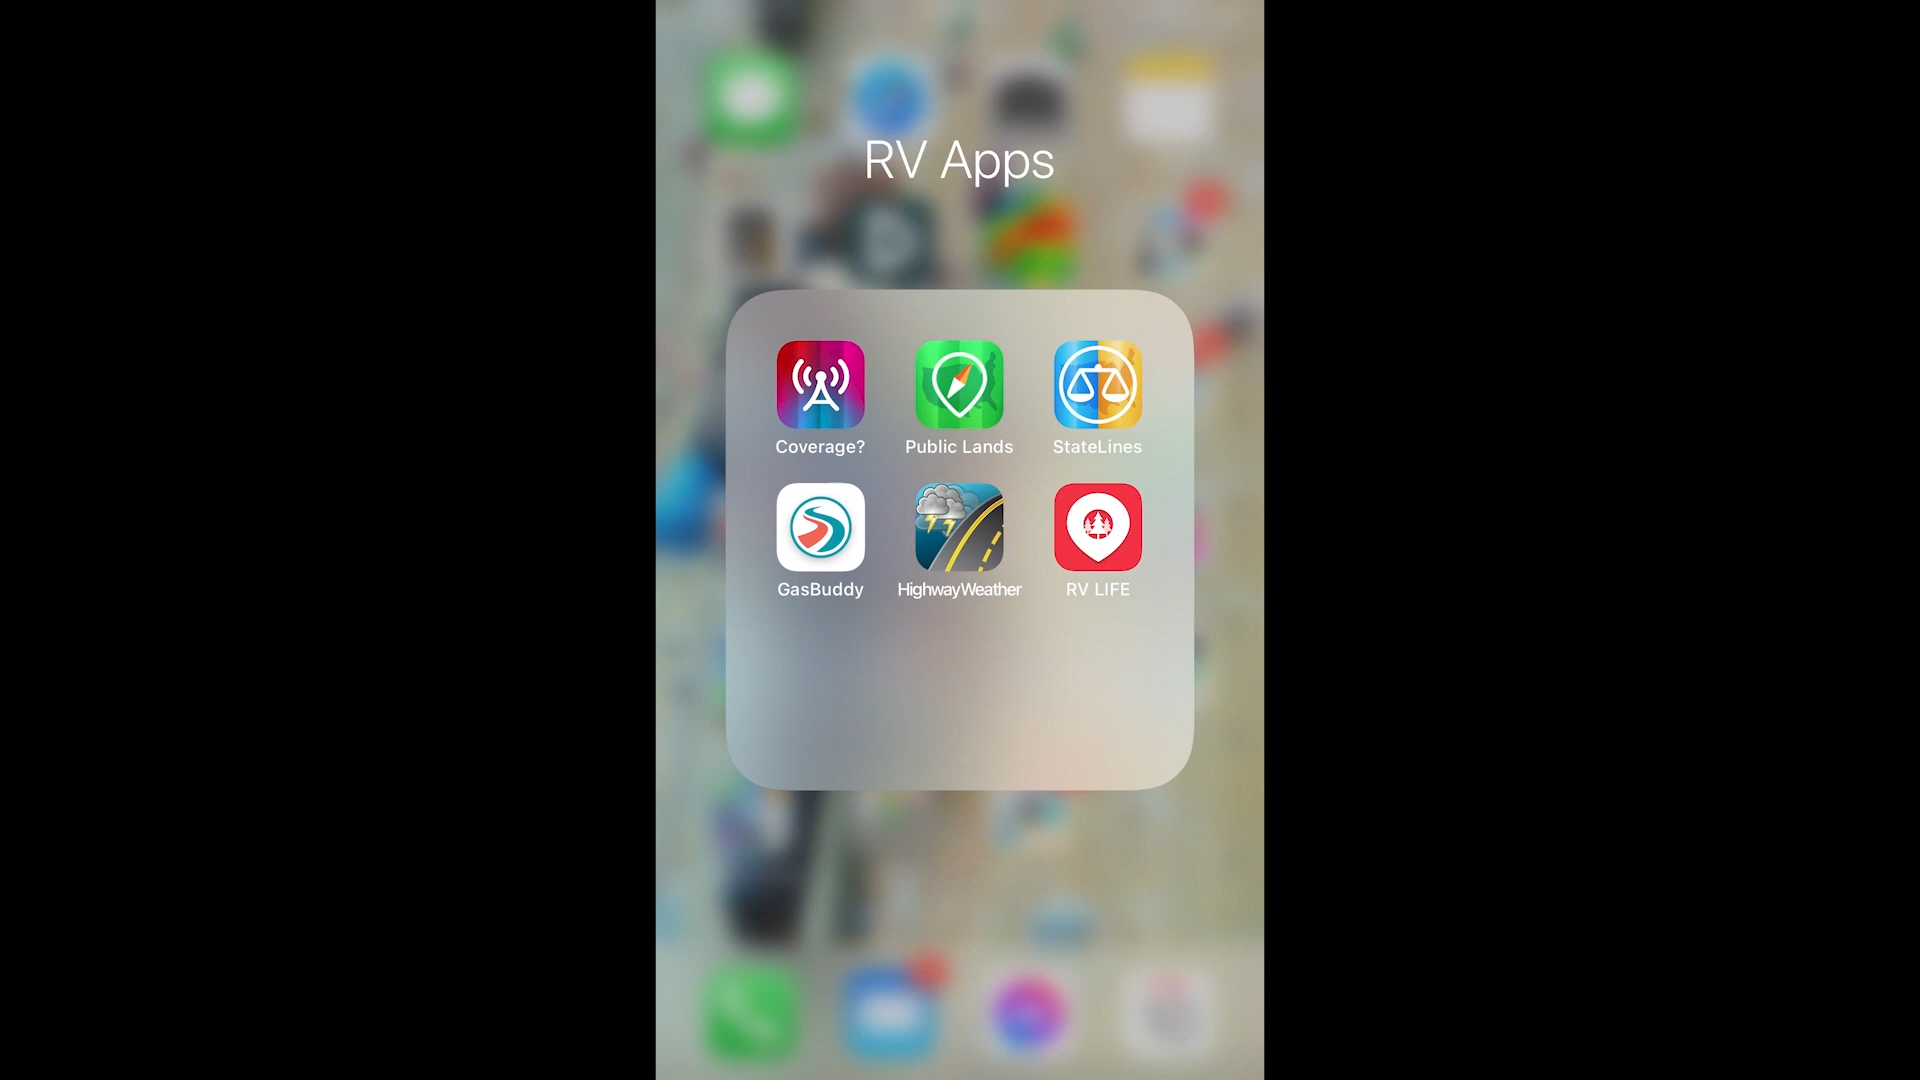 RV Apps
Coverage?
Public Lands
StateLines
GasBuddy
HighwayWeather
RV LIFE